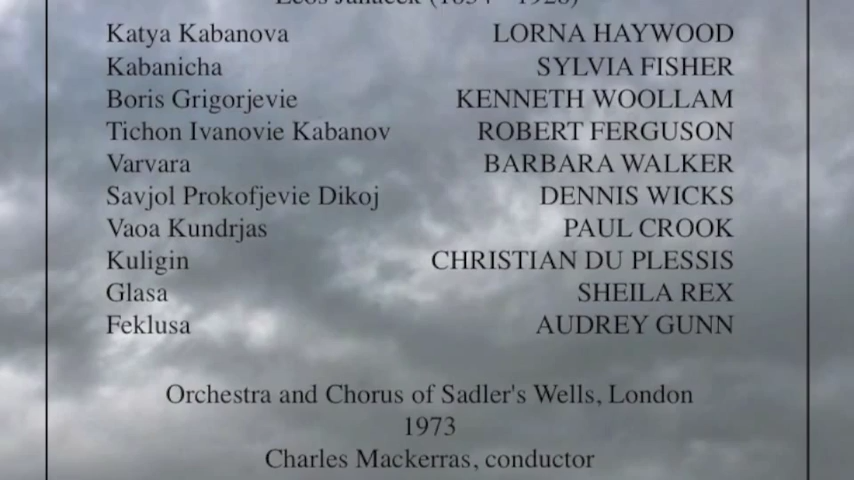 Katya Kabanova LORNA HAYWOOD
Kabanicha SYLVIA FISHER
Boris Grigorjevie KENNETH WOOLLAM
Tichon Ivanovie Kabanov ROBERT FERGUSON
Varvara BARBARA WALKER
Savjol Prokofjevie Dikoj DENNIS WICKS
Vaoa Kundrjas PAUL CROOK
Kuligin CHRISTIAN DU PLESSIS
Glasa SHEILA REX
Feklusa AUDREY GUNN
Orchestra and Chorus of Sadler's Wells, London
1973
Charles Mackerras, conductor